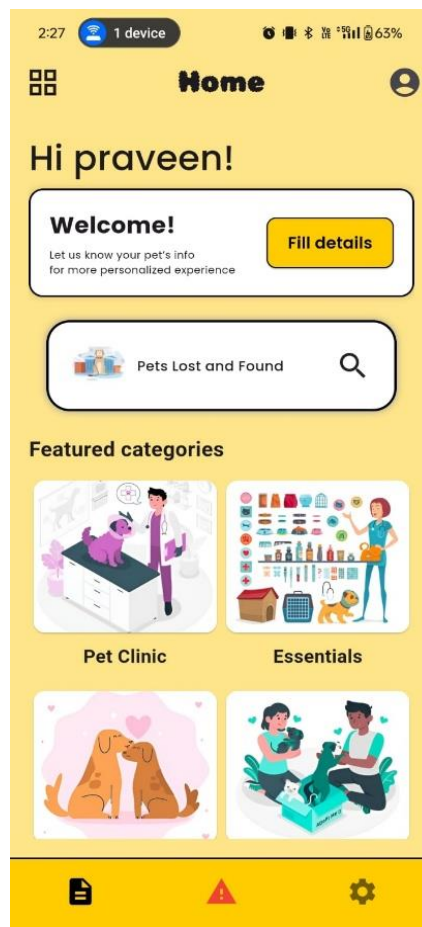 2:27
1 device
63%
Home
Hi praveen!
Welcome!
Let us know your pet's info
for more personalized experience
Fill details
Pets Lost and Found
Featured categories
Pet Clinic
Essentials